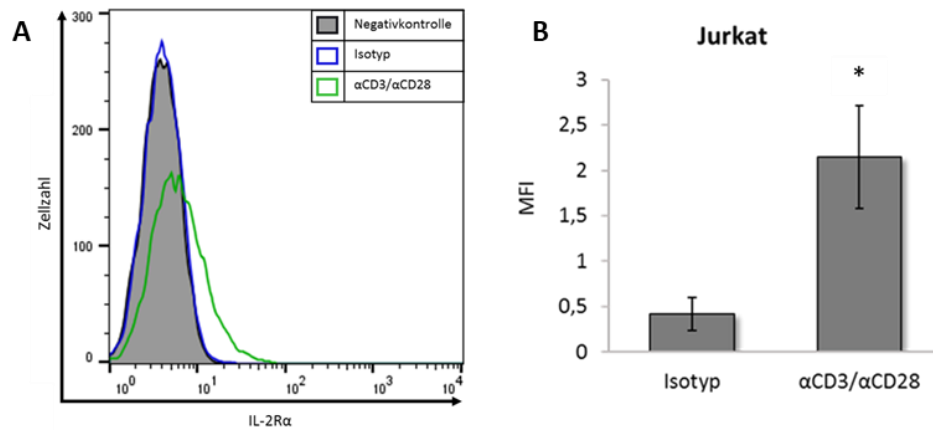 A
300
200
100
0
Zellzahl
10⁰ 10¹ 10² 10³ 10⁴
IL-2Rα
Negativkontrolle
Isotyp
αCD3/αCD28
B
Jurkat
*
3
2,5
2
1,5
1
0,5
0
MFI
Isotyp αCD3/αCD28